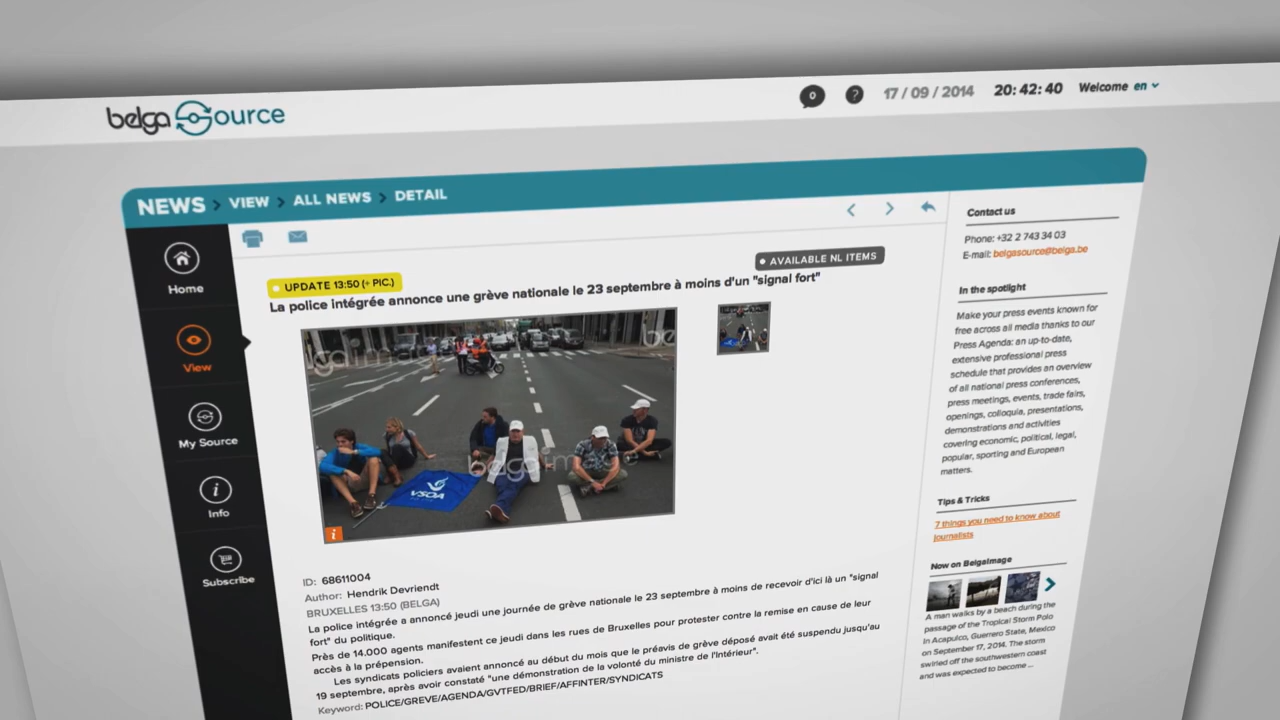 belga Source
0 ? 17 / 09 / 2014 20:42:40 Welcome en
NEWS > VIEW > ALL NEWS > DETAIL
Home
View
My Source
Info
Subscribe
AVAILABLE NL ITEMS
UPDATE 13:50 (+ PIC.)
La police intégrée annonce une grève nationale le 23 septembre à moins d'un "signal fort"
belga image
VSOA
i
ID: 68611004
Author: Hendrik Devriendt
BRUXELLES 13:50 (BELGA)
La police intégrée a annoncé jeudi une journée de grève nationale le 23 septembre à moins de recevoir d'ici là un "signal
fort" du politique.
Près de 14.000 agents manifestent ce jeudi dans les rues de Bruxelles pour protester contre la remise en cause de leur
accès à la prépension.
Les syndicats policiers avaient annoncé au début du mois que le préavis de grève déposé avait été suspendu jusqu'au
19 septembre, après avoir constaté "une démonstration de la volonté du ministre de l'Intérieur".
Keyword: POLICE/GREVE/AGENDA/GVTFED/BRIEF/AFFINTER/SYNDICATS
Contact us
Phone: +32 2 743 34 03
E-mail: belgasource@belga.be
In the spotlight
Make your press events known for
free across all media thanks to our
Press Agenda: an up-to-date,
extensive professional press
schedule that provides an overview
of all national press conferences,
press meetings, events, trade fairs,
openings, colloquia, presentations,
demonstrations and activities
covering economic, political, legal,
popular, sporting and European
matters.
Tips & Tricks
7 things you need to know about
journalists
Now on BelgaImage
A man walks by a beach during the
passage of the Tropical Storm Polo
in Acapulco, Guerrero State, Mexico
on September 17, 2014. The storm
swirled off the southwestern coast
and was expected to become ...